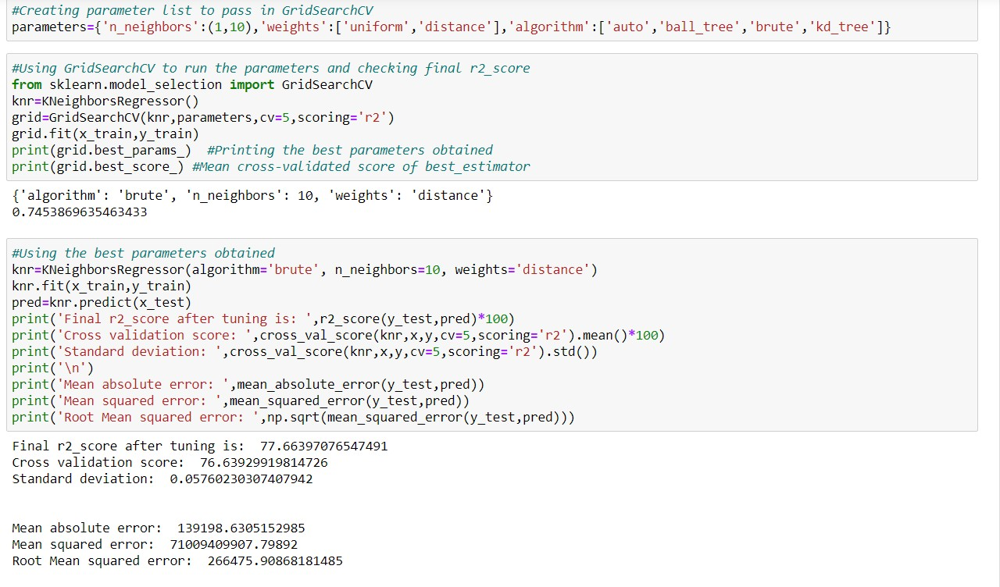 #Creating parameter list to pass in GridSearchCV
parameters={'n_neighbors':(1,10),'weights':['uniform','distance'],'algorithm':['auto','ball_tree','brute','kd_tree']}
#Using GridSearchCV to run the parameters and checking final r2_score
from sklearn.model_selection import GridSearchCV
knr=KNeighborsRegressor()
grid=GridSearchCV(knr,parameters,cv=5,scoring='r2')
grid.fit(x_train,y_train)
print(grid.best_params_)  #Printing the best parameters obtained
print(grid.best_score_) #Mean cross-validated score of best_estimator
{'algorithm': 'brute', 'n_neighbors': 10, 'weights': 'distance'}
0.7453869635463433
#Using the best parameters obtained
knr=KNeighborsRegressor(algorithm='brute', n_neighbors=10, weights='distance')
knr.fit(x_train,y_train)
pred=knr.predict(x_test)
print('Final r2_score after tuning is: ',r2_score(y_test,pred)*100)
print('Cross validation score: ',cross_val_score(knr,x,y,cv=5,scoring='r2').mean()*100)
print('Standard deviation: ',cross_val_score(knr,x,y,cv=5,scoring='r2').std())
print('\n')
print('Mean absolute error: ',mean_absolute_error(y_test,pred))
print('Mean squared error: ',mean_squared_error(y_test,pred))
print('Root Mean squared error: ',np.sqrt(mean_squared_error(y_test,pred)))
Final r2_score after tuning is:  77.66397076547491
Cross validation score:  76.63929919814726
Standard deviation:  0.05760230307407942
Mean absolute error:  139198.6305152985
Mean squared error:  71009409907.79892
Root Mean squared error:  266475.90868181485